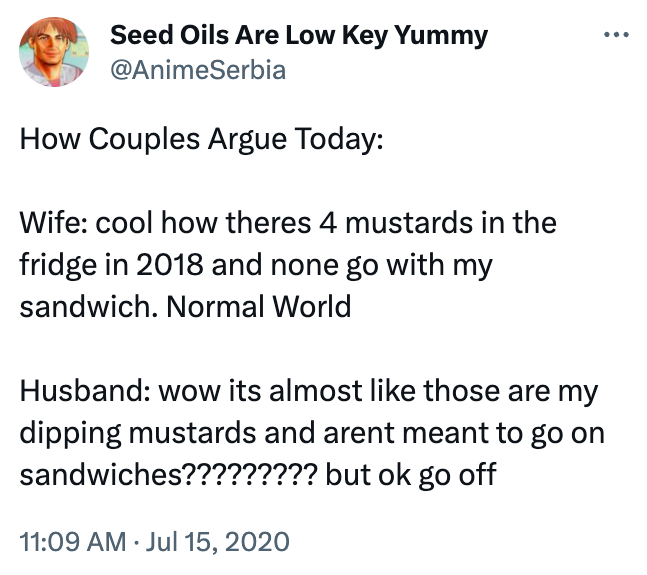 Seed Oils Are Low Key Yummy
@AnimeSerbia
How Couples Argue Today:
Wife: cool how theres 4 mustards in the
fridge in 2018 and none go with my
sandwich. Normal World
Husband: wow its almost like those are my
dipping mustards and arent meant to go on
sandwiches????????? but ok go off
11:09 AM · Jul 15, 2020